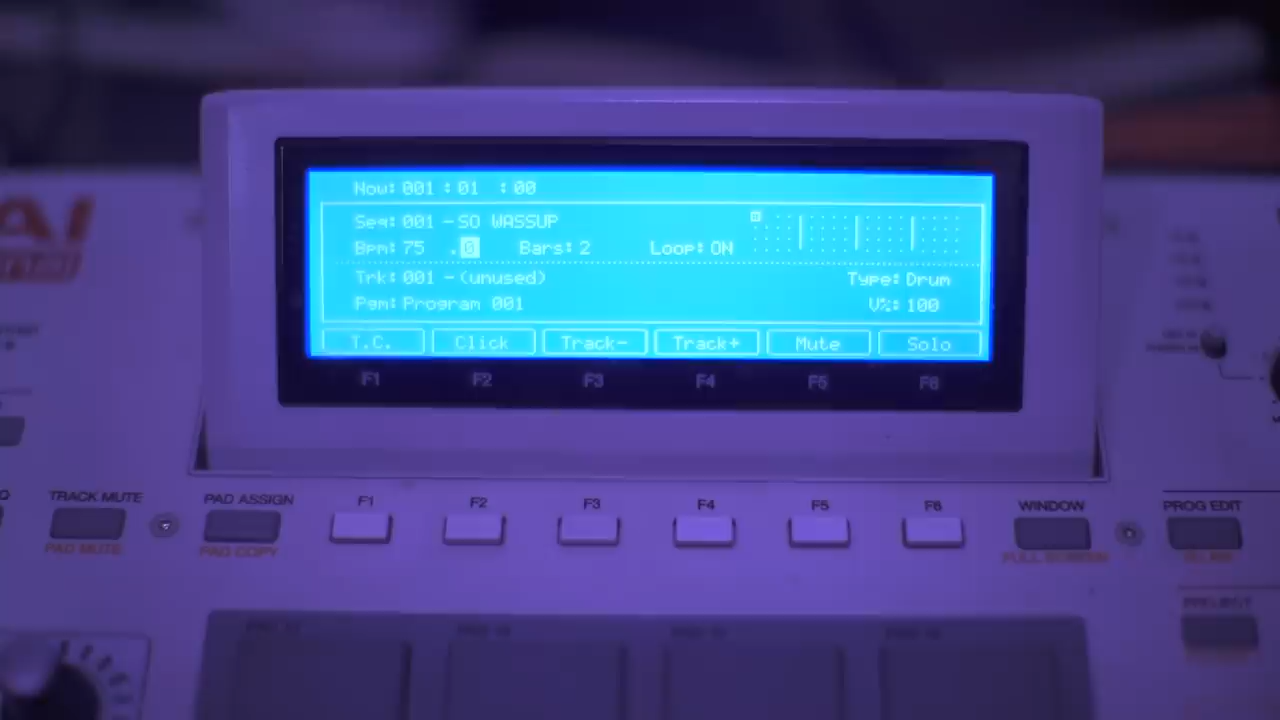 Now: 001 : 01 : 00
Seq: 001 - SO WASSUP
Bpm: 75 .0 Bars: 2 Loop: ON
Trk: 001 - (unused) Type: Drum
Pgm: Program 001 V%: 100
T.C. Click Track- Track+ Mute Solo
F1 F2 F3 F4 F5 F6
TRACK MUTE PAD ASSIGN F1 F2 F3 F4 F5 F6 WINDOW PROG EDIT
PAD MUTE PAD COPY FULL SCREEN
PROJECT